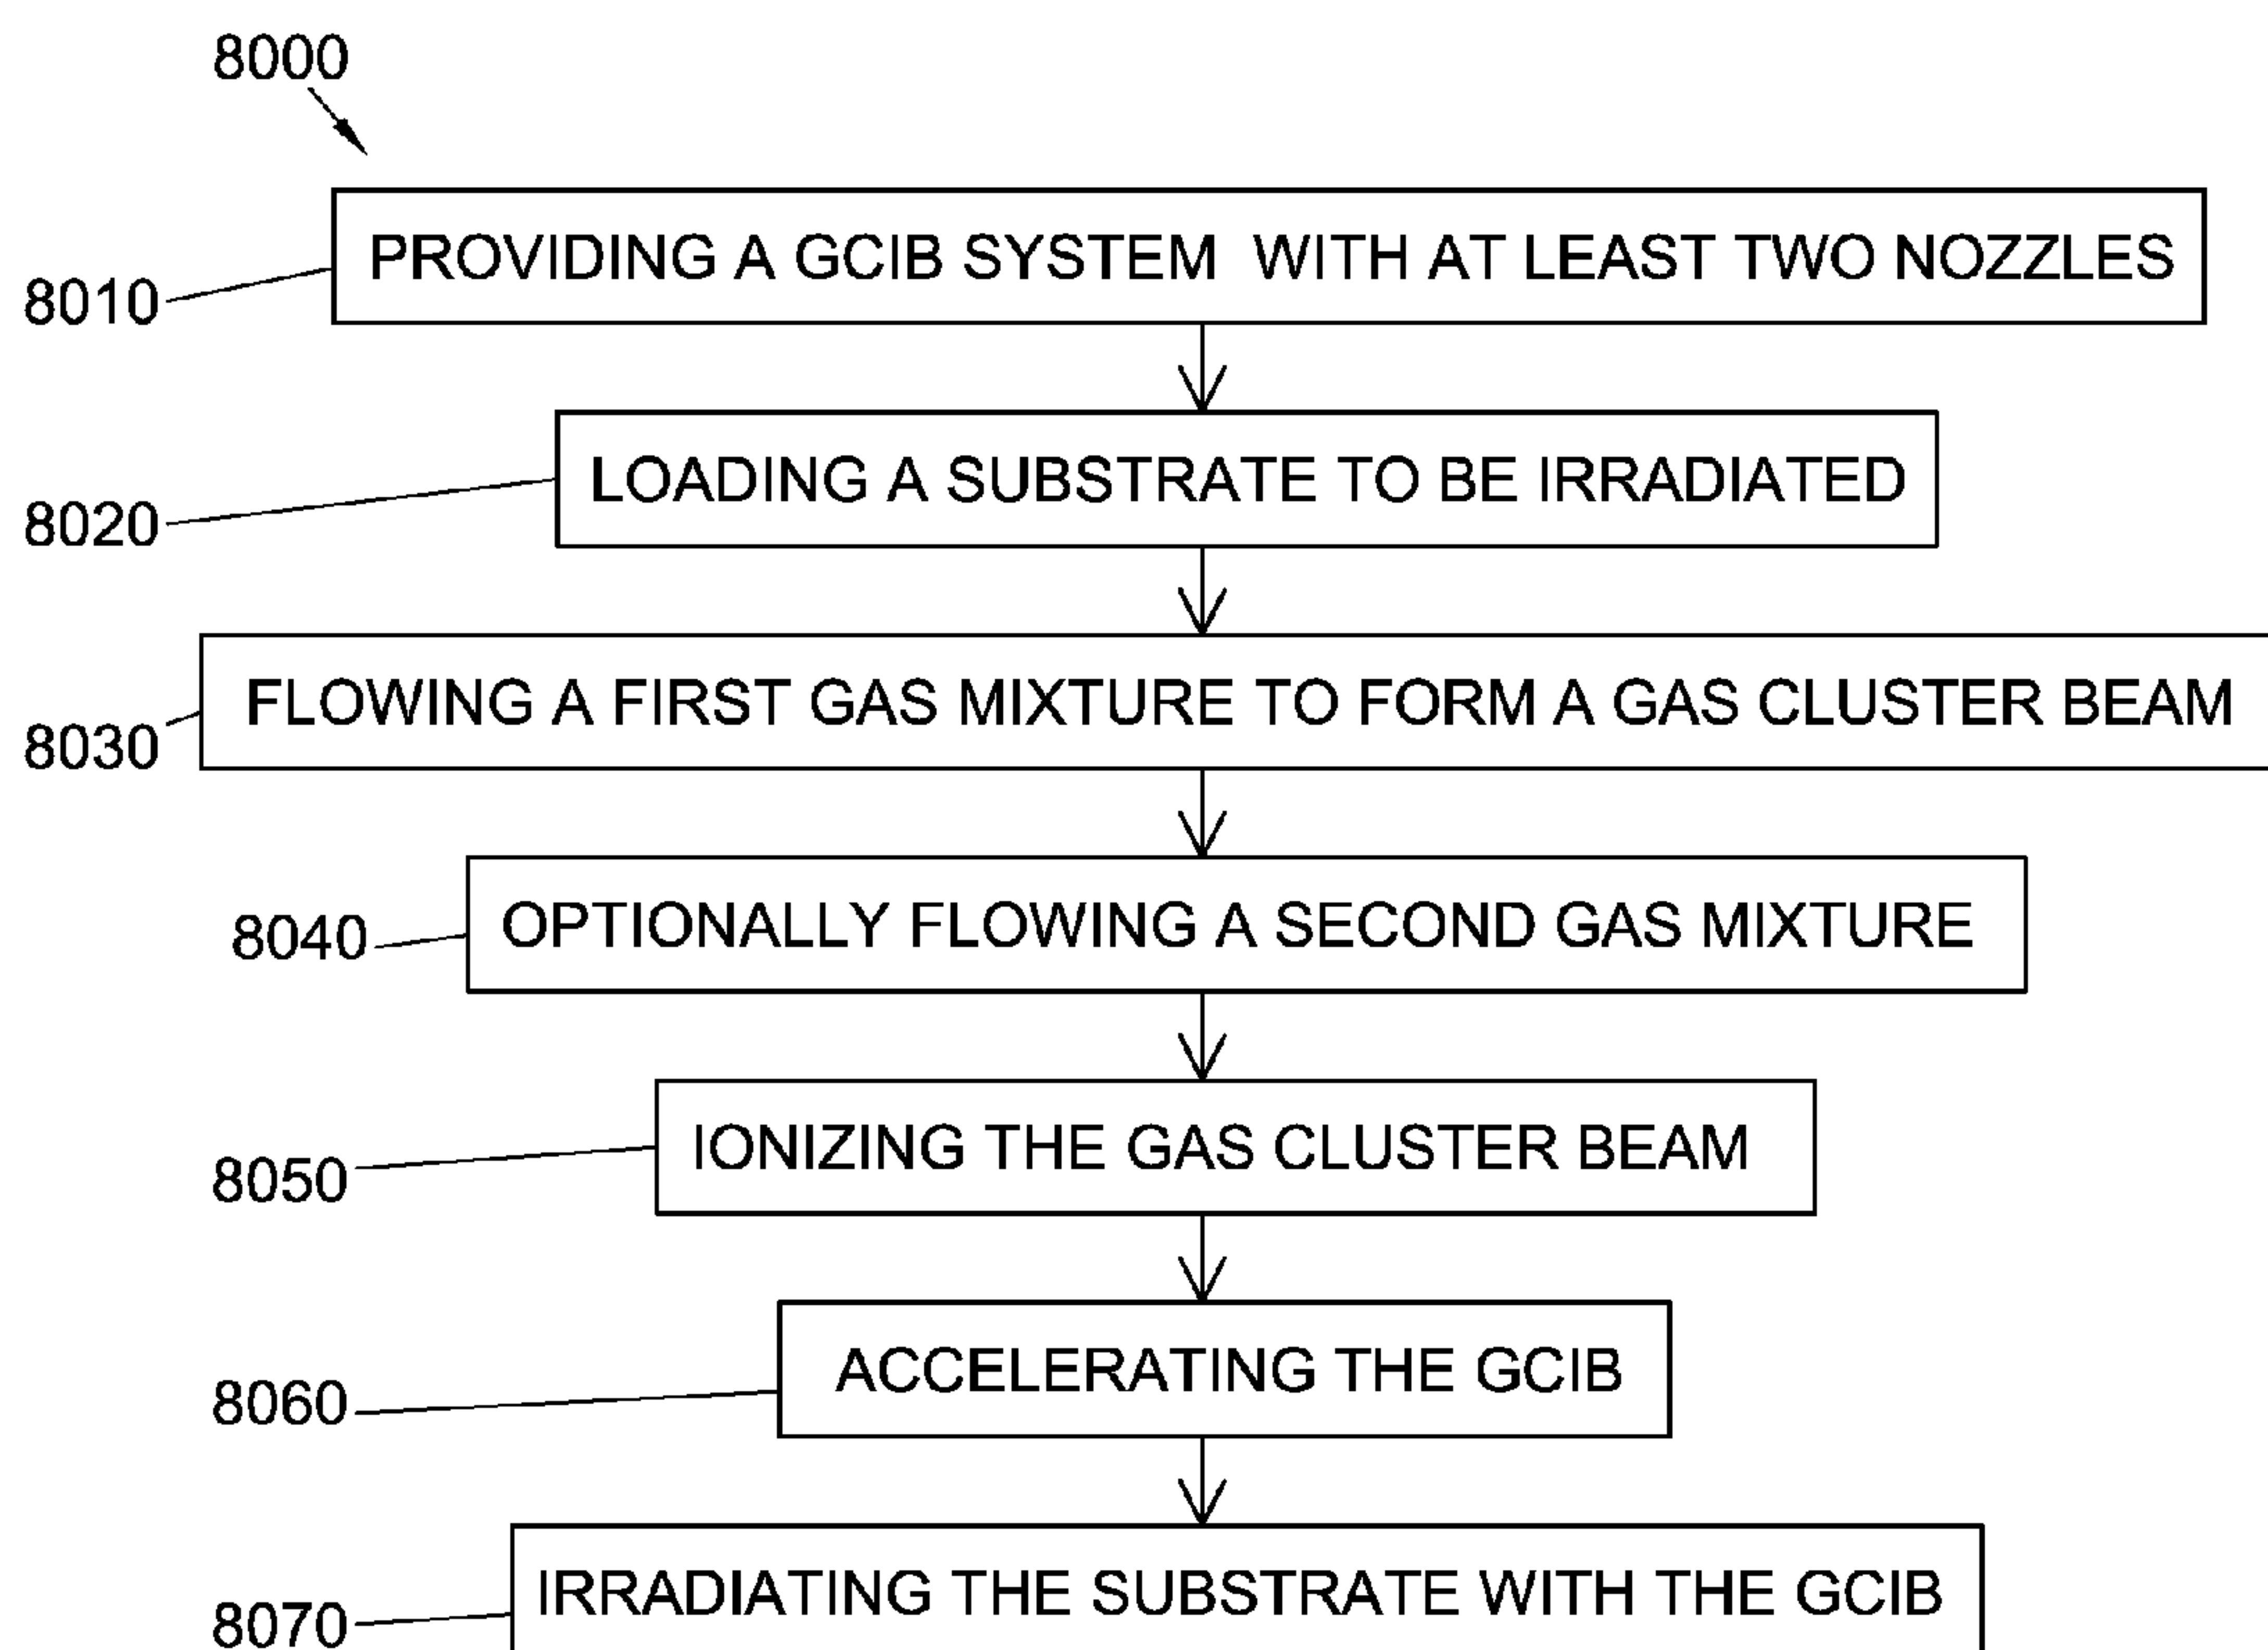 8000
8010
PROVIDING A GCIB SYSTEM WITH AT LEAST TWO NOZZLES
8020
LOADING A SUBSTRATE TO BE IRRADIATED
8030
FLOWING A FIRST GAS MIXTURE TO FORM A GAS CLUSTER BEAM
8040
OPTIONALLY FLOWING A SECOND GAS MIXTURE
8050
IONIZING THE GAS CLUSTER BEAM
8060
ACCELERATING THE GCIB
8070
IRRADIATING THE SUBSTRATE WITH THE GCIB